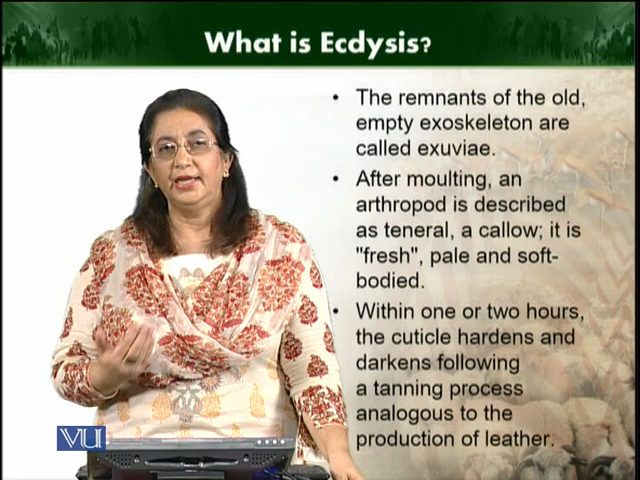 What is Ecdysis?
• The remnants of the old,
empty exoskeleton are
called exuviae.
• After moulting, an
arthropod is described
as teneral, a callow; it is
"fresh", pale and soft-
bodied.
• Within one or two hours,
the cuticle hardens and
darkens following
a tanning process
analogous to the
production of leather.
VU